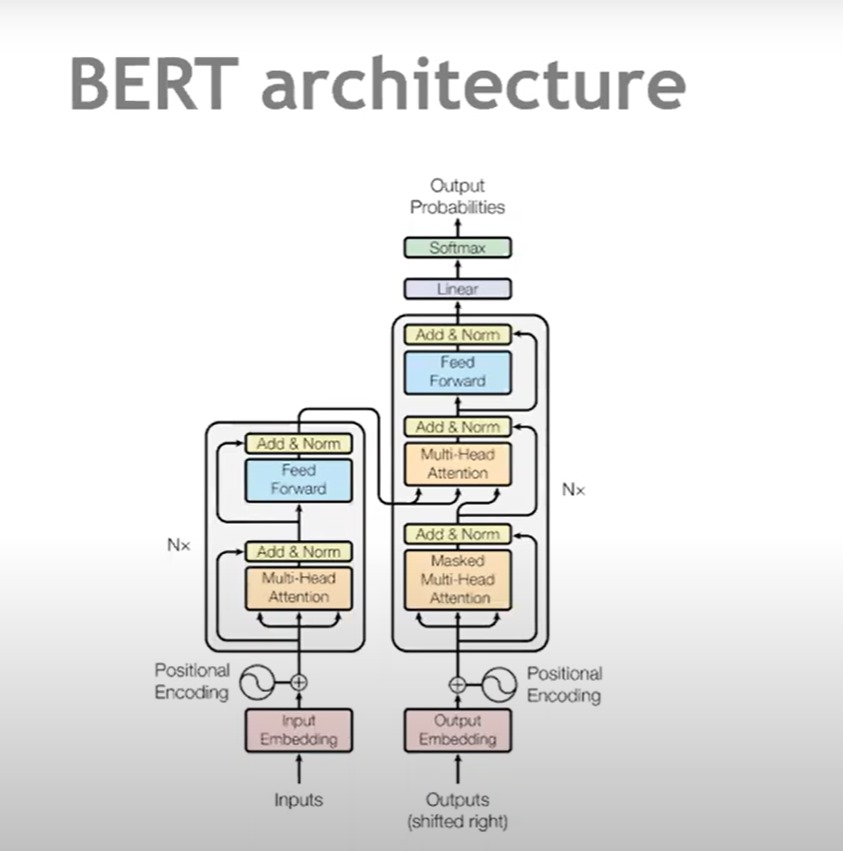 BERT architecture
Output
Probabilities
Softmax
Linear
Add & Norm
Feed
Forward
Add & Norm
Multi-Head
Attention
Add & Norm
Masked
Multi-Head
Attention
Nx
Positional
Encoding
Output
Embedding
Outputs
(shifted right)
Add & Norm
Feed
Forward
Add & Norm
Multi-Head
Attention
Nx
Positional
Encoding
Input
Embedding
Inputs